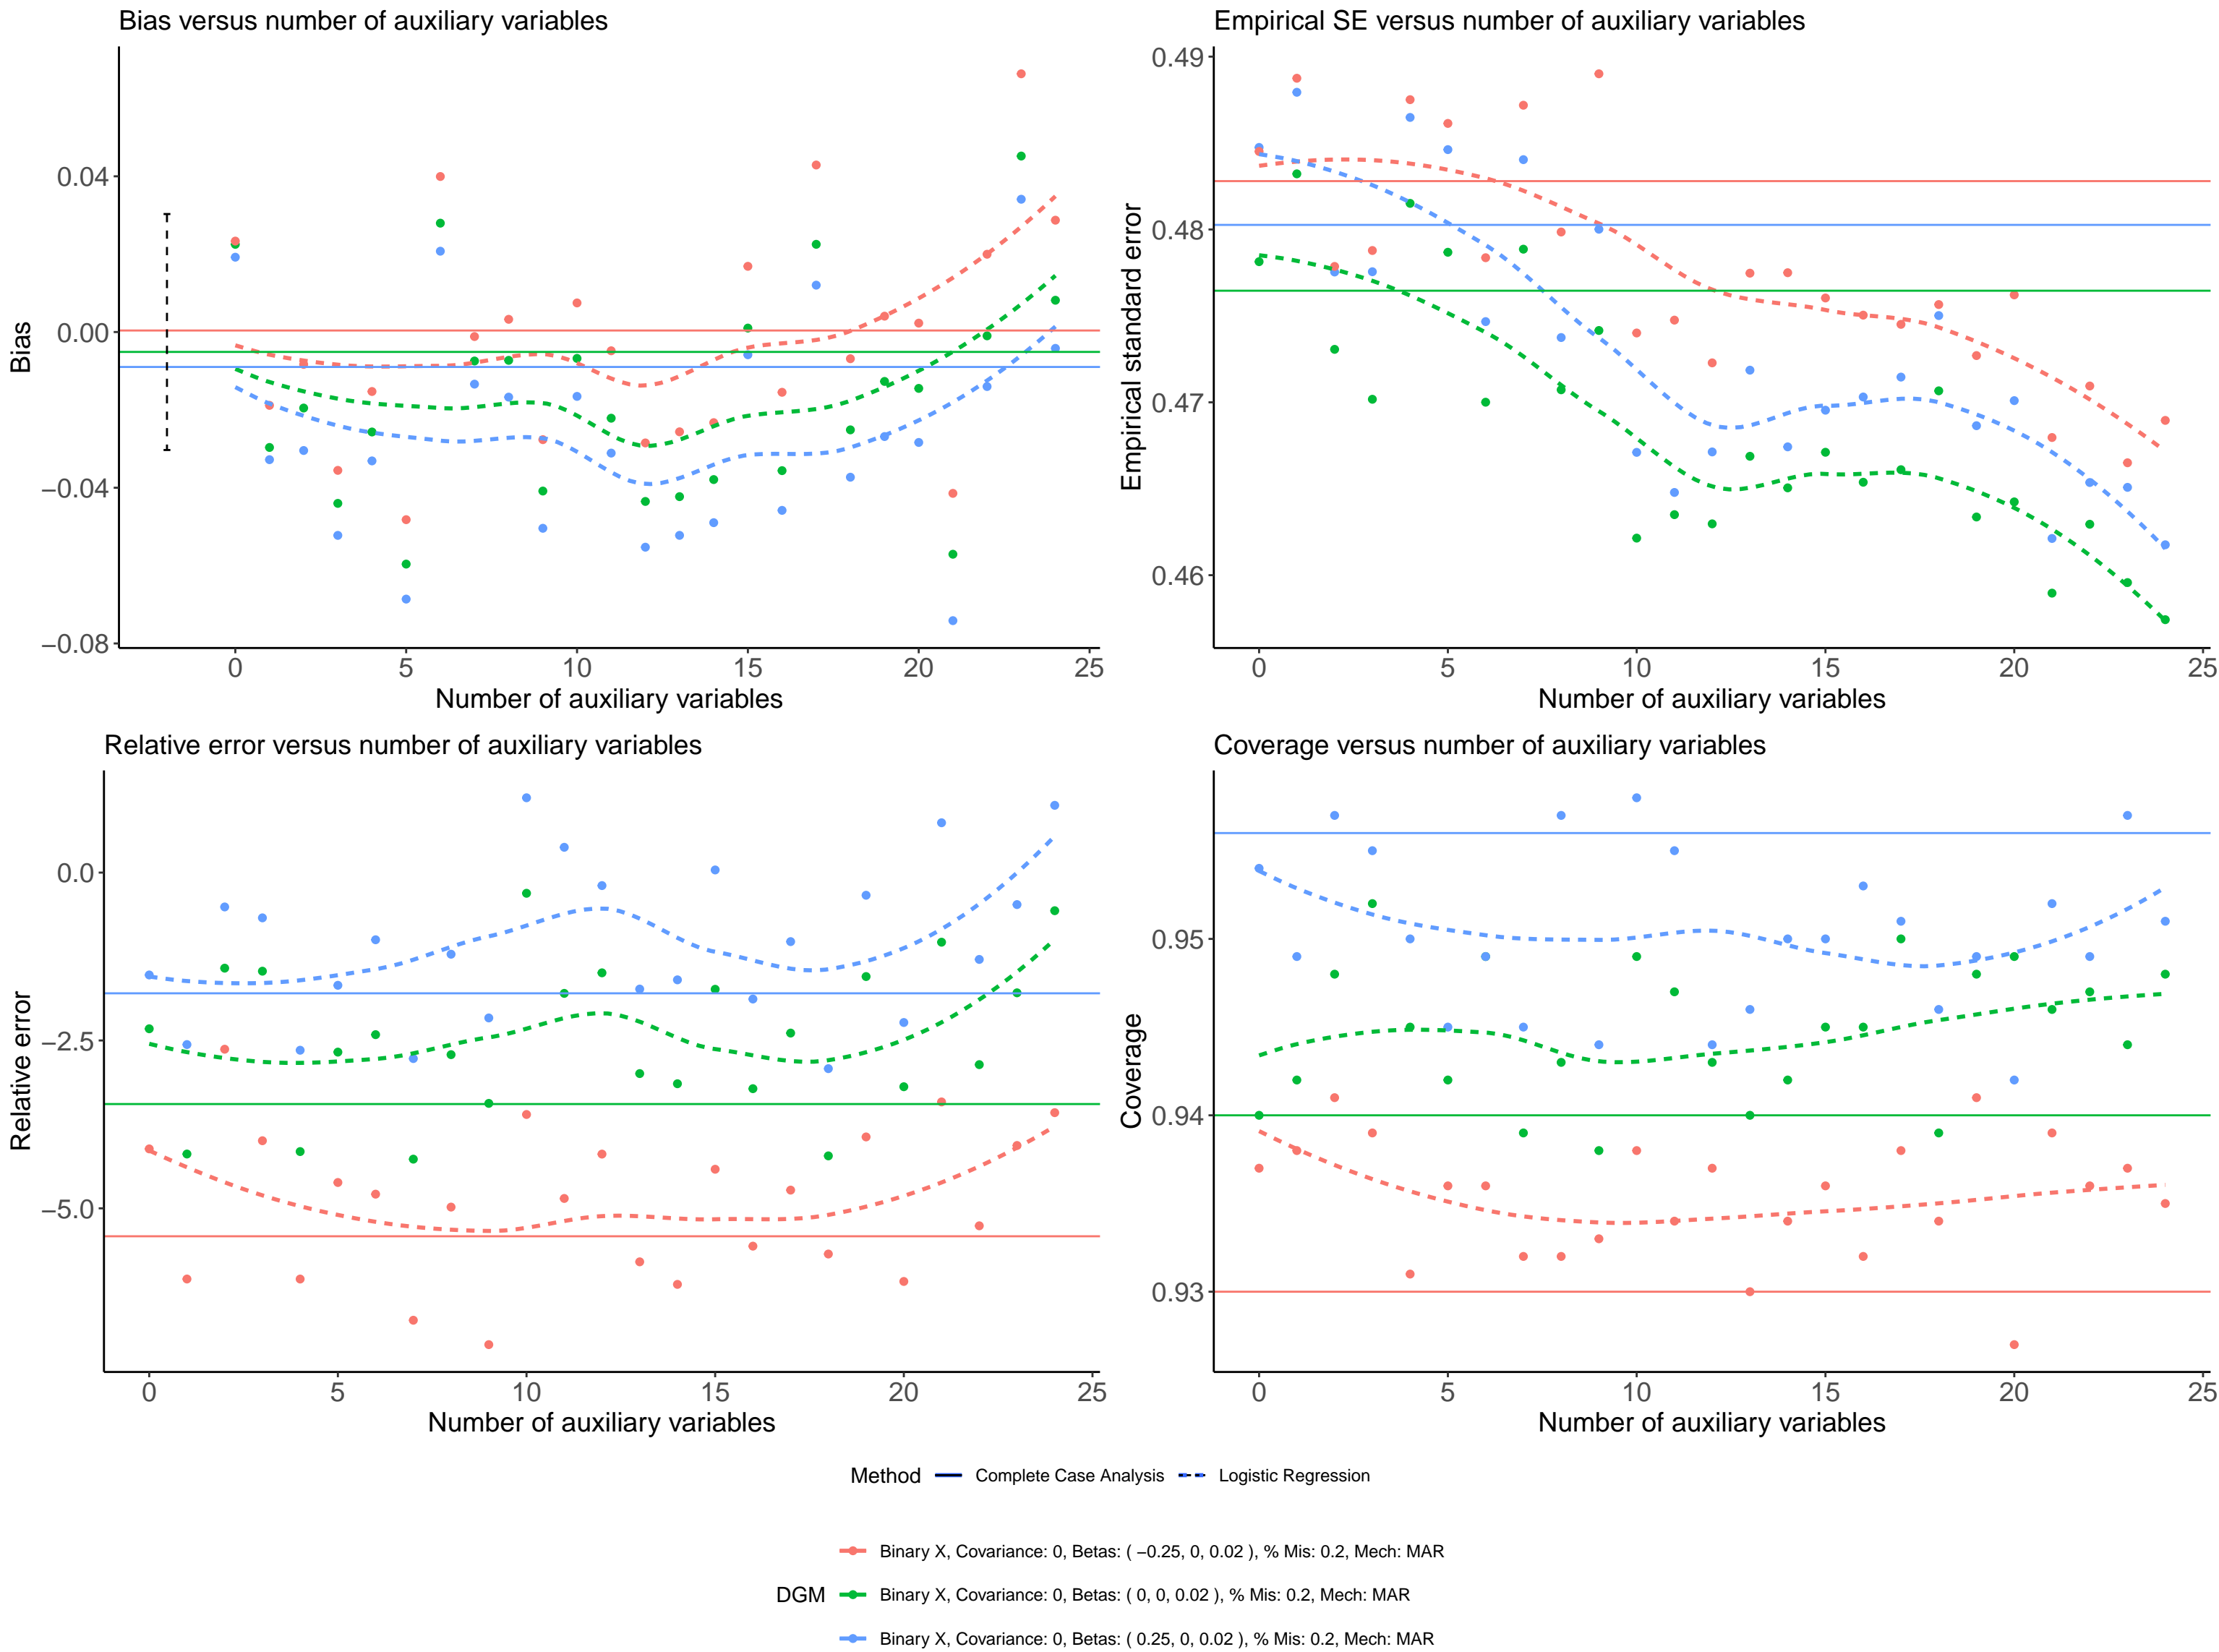 Bias versus number of auxiliary variables
0.04
0.00
−0.04
−0.08
Bias
0 5 10 15 20 25
Number of auxiliary variables
Empirical SE versus number of auxiliary variables
0.49
0.48
0.47
0.46
Empirical standard error
0 5 10 15 20 25
Number of auxiliary variables
Relative error versus number of auxiliary variables
0.0
−2.5
−5.0
Relative error
0 5 10 15 20 25
Number of auxiliary variables
Coverage versus number of auxiliary variables
0.95
0.94
0.93
Coverage
0 5 10 15 20 25
Number of auxiliary variables
Method Complete Case Analysis Logistic Regression
Binary X, Covariance: 0, Betas: ( −0.25, 0, 0.02 ), % Mis: 0.2, Mech: MAR
DGM Binary X, Covariance: 0, Betas: ( 0, 0, 0.02 ), % Mis: 0.2, Mech: MAR
Binary X, Covariance: 0, Betas: ( 0.25, 0, 0.02 ), % Mis: 0.2, Mech: MAR